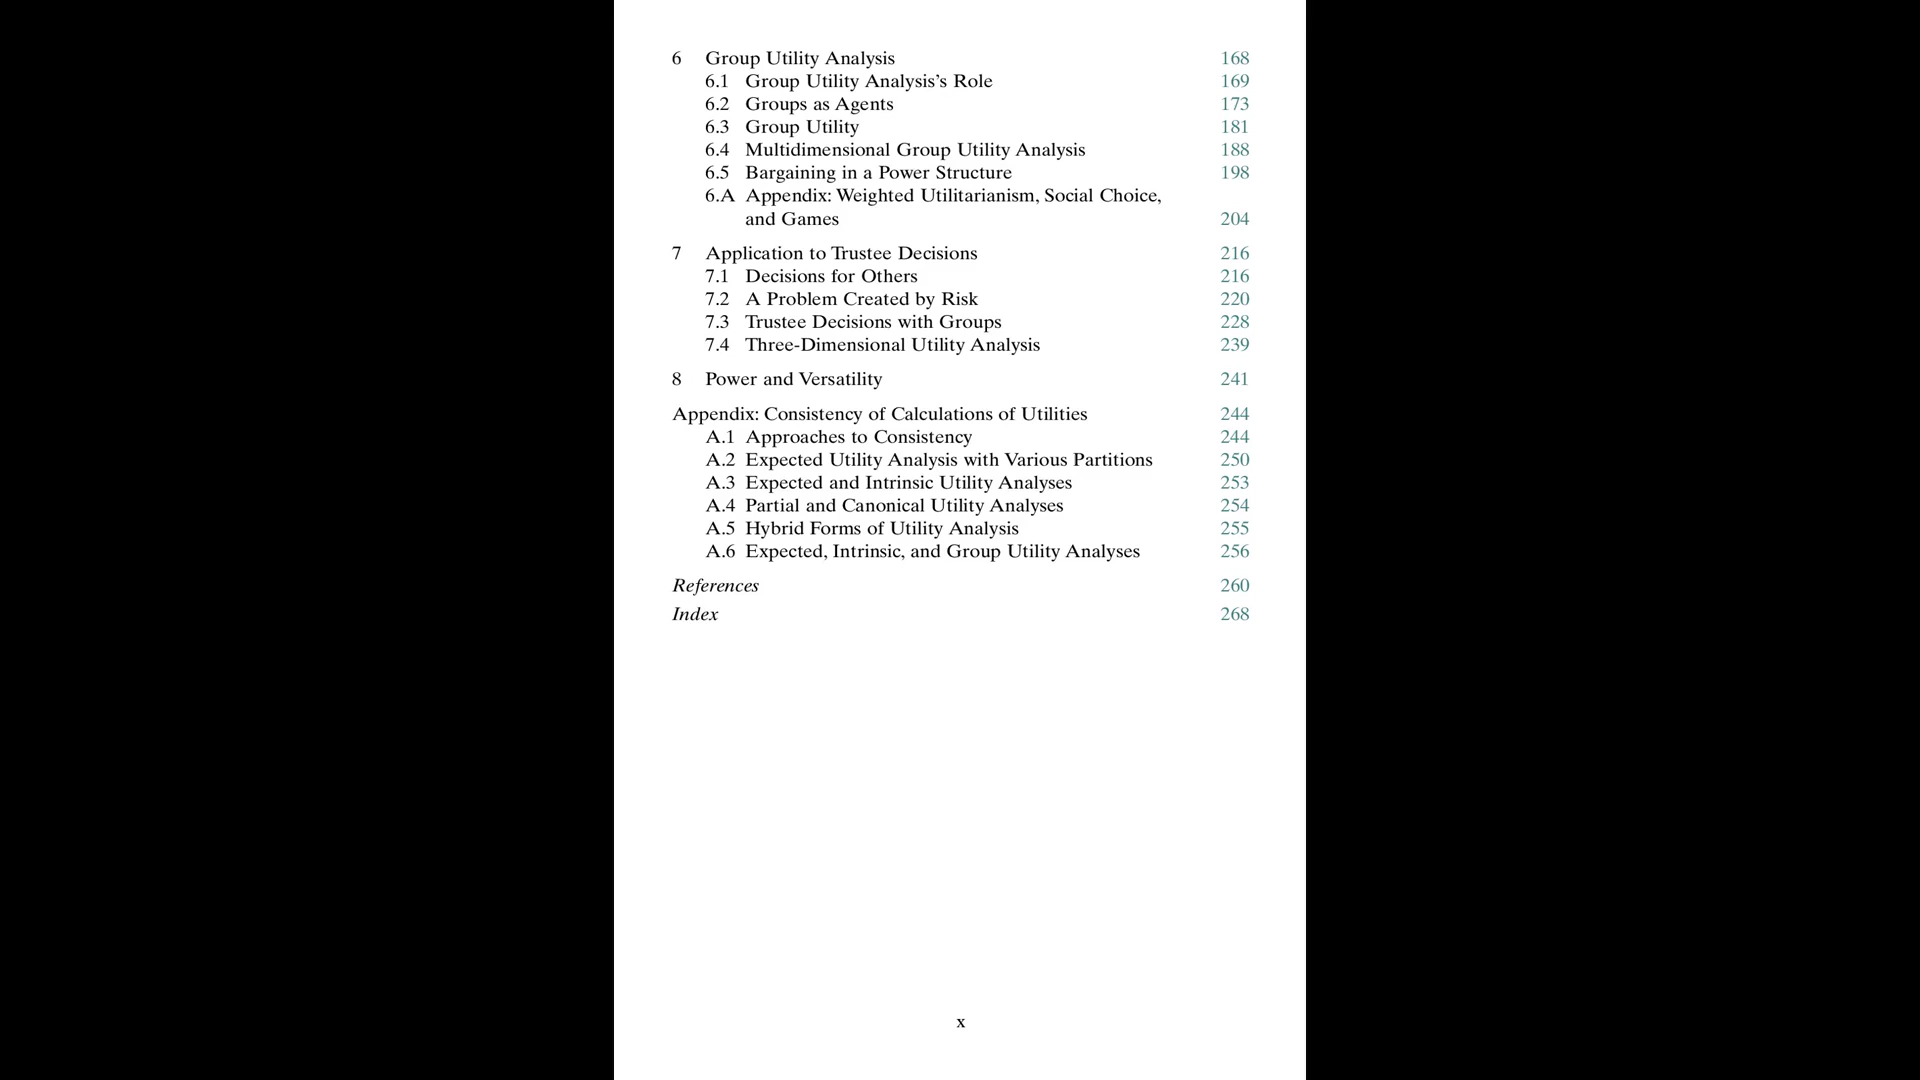 6 Group Utility Analysis 168
6.1 Group Utility Analysis's Role 169
6.2 Groups as Agents 173
6.3 Group Utility 181
6.4 Multidimensional Group Utility Analysis 188
6.5 Bargaining in a Power Structure 198
6.A Appendix: Weighted Utilitarianism, Social Choice,
and Games 204
7 Application to Trustee Decisions 216
7.1 Decisions for Others 216
7.2 A Problem Created by Risk 220
7.3 Trustee Decisions with Groups 228
7.4 Three-Dimensional Utility Analysis 239
8 Power and Versatility 241
Appendix: Consistency of Calculations of Utilities 244
A.1 Approaches to Consistency 244
A.2 Expected Utility Analysis with Various Partitions 250
A.3 Expected and Intrinsic Utility Analyses 253
A.4 Partial and Canonical Utility Analyses 254
A.5 Hybrid Forms of Utility Analysis 255
A.6 Expected, Intrinsic, and Group Utility Analyses 256
References 260
Index 268
x